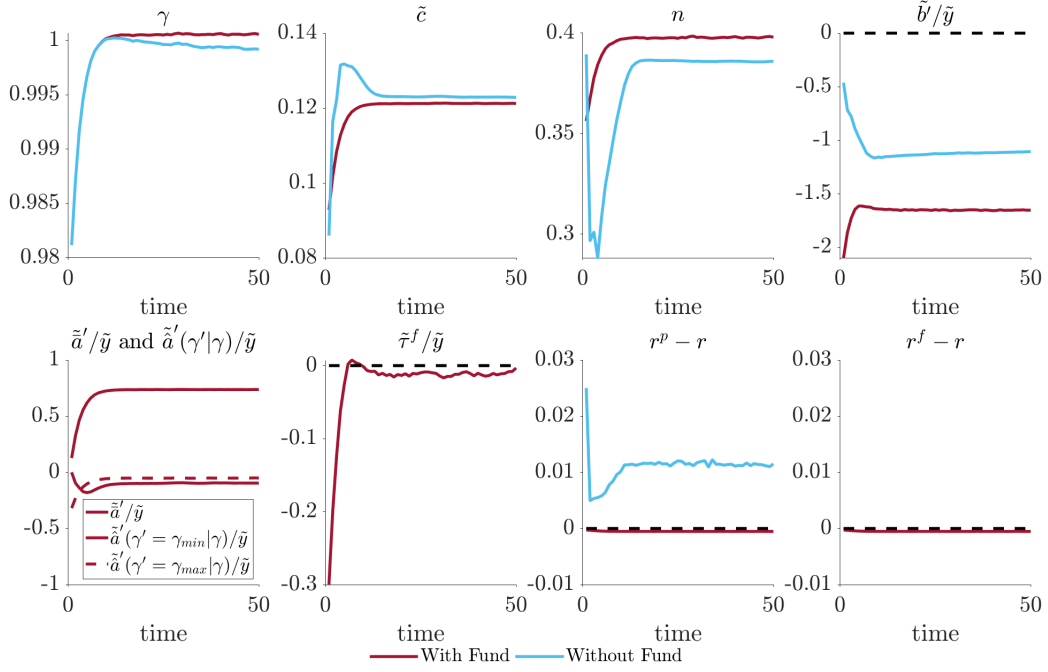 γ
1
0.995
0.99
0.985
0.98
0 50
time
c̃
0.14
0.12
0.1
0.08
0 50
time
n
0.4
0.35
0.3
0 50
time
b̃′/ỹ
0
-0.5
-1
-1.5
-2
0 50
time
ã̄′/ỹ and ã̂′(γ′|γ)/ỹ
1
0.5
0
-0.5
-1
0 50
time
ã̄′/ỹ
ã̂′(γ′ = γmin|γ)/ỹ
ã̂′(γ′ = γmax|γ)/ỹ
τ̃^f/ỹ
0
-0.1
-0.2
-0.3
0 50
time
r^p − r
0.03
0.02
0.01
0
-0.01
0 50
time
r^f − r
0.03
0.02
0.01
0
-0.01
0 50
time
With Fund Without Fund